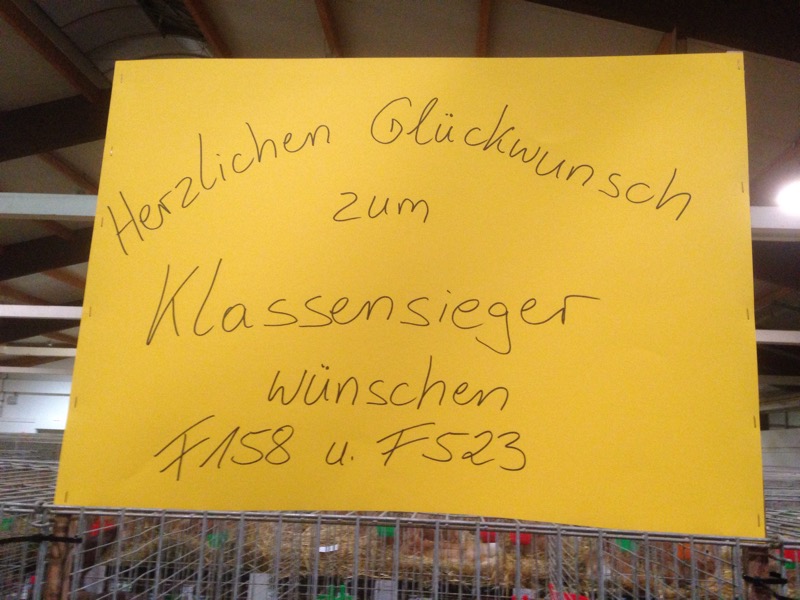 Herzlichen Glückwunsch
zum
Klassensieger
wünschen
F158 u. F523